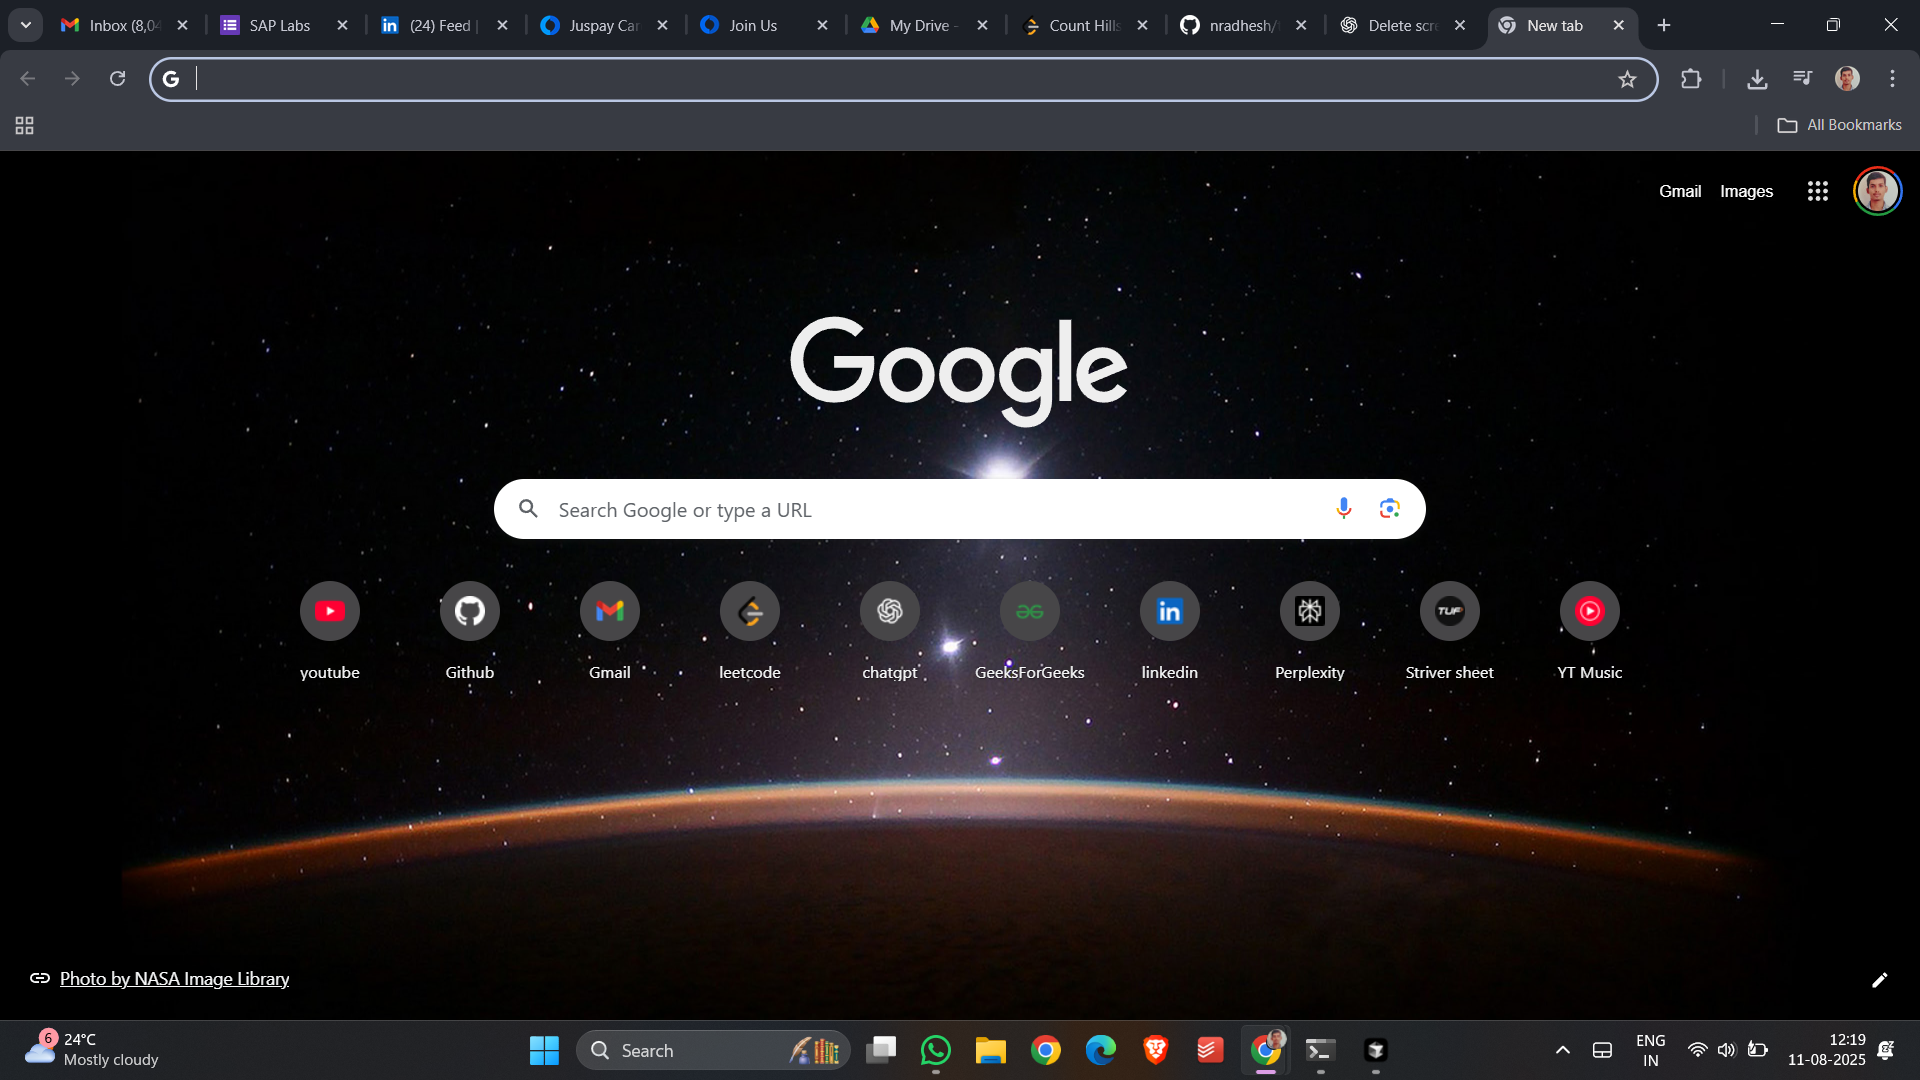 Inbox (8,04
SAP Labs
(24) Feed |
Juspay Car
Join Us
My Drive -
Count Hills
nradhesh/
Delete scre
New tab
All Bookmarks
Gmail
Images
Google
Search Google or type a URL
youtube
Github
Gmail
leetcode
chatgpt
GeeksForGeeks
linkedin
Perplexity
TUF
Striver sheet
YT Music
Photo by NASA Image Library
6
24°C
Mostly cloudy
Search
ENG
IN
12:19
11-08-2025